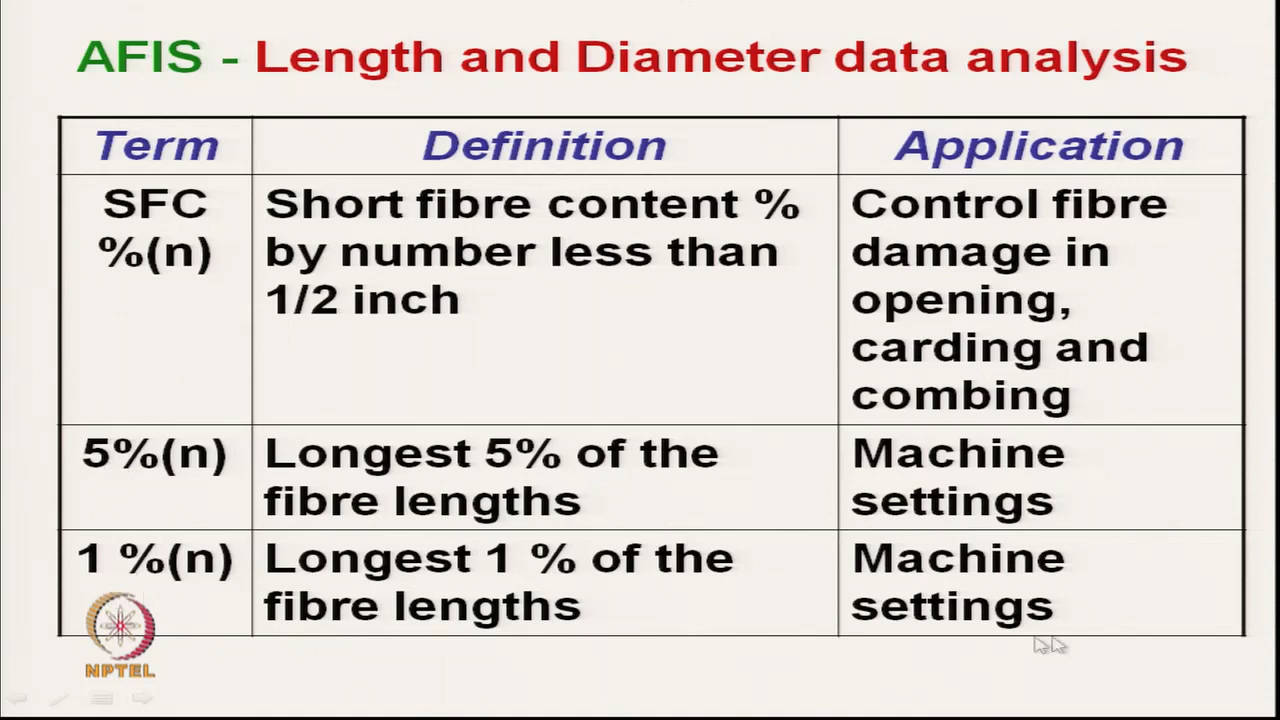 AFIS - Length and Diameter data analysis
Term Definition Application
SFC %(n)
Short fibre content % by number less than 1/2 inch
Control fibre damage in opening, carding and combing
5%(n)
Longest 5% of the fibre lengths
Machine settings
1 %(n)
Longest 1 % of the fibre lengths
Machine settings
NPTEL